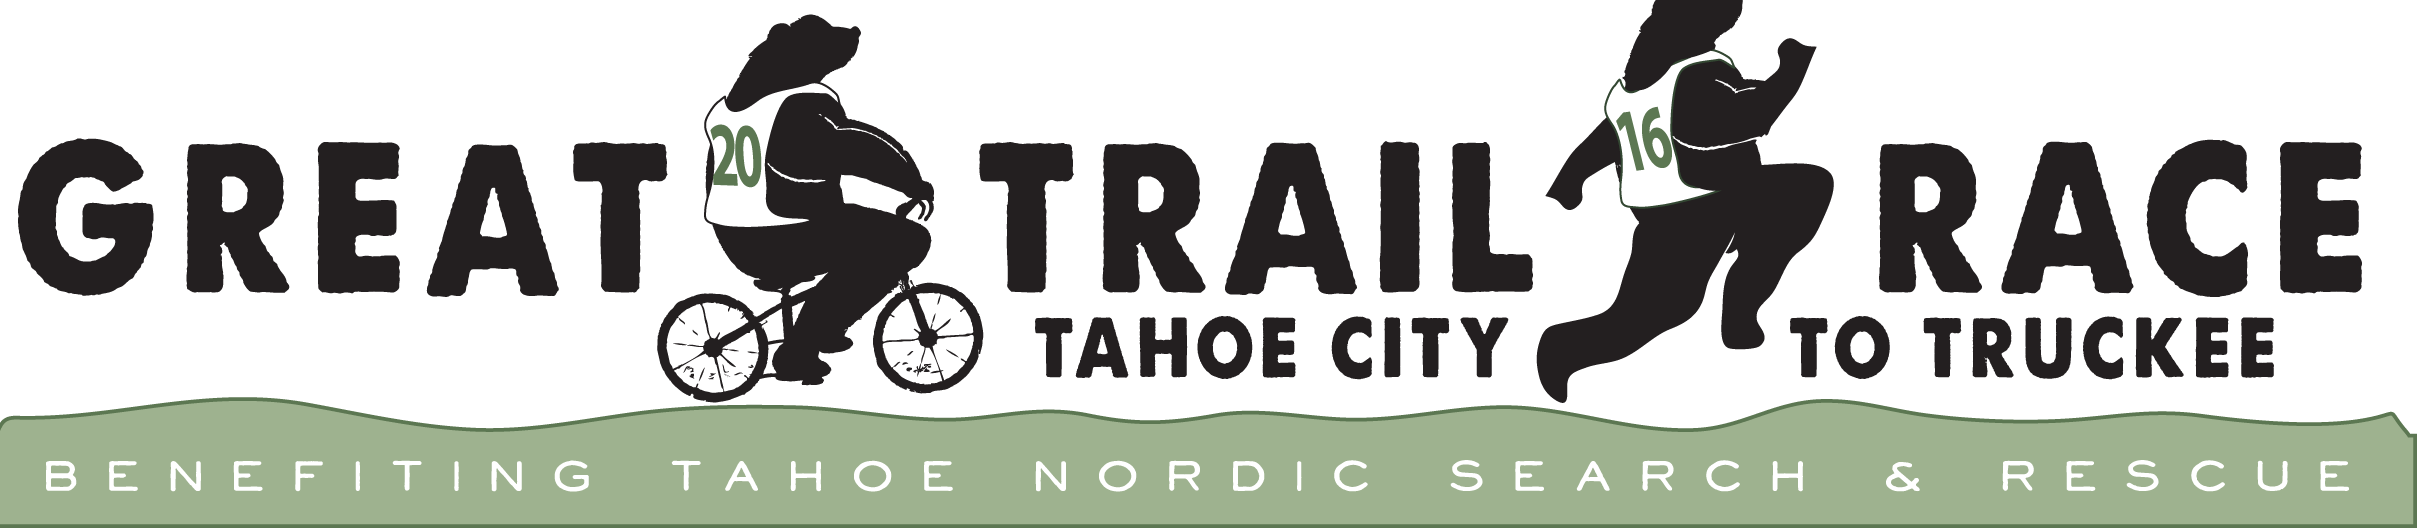 GREAT TRAIL RACE
20
16
TAHOE CITY TO TRUCKEE
BENEFITING TAHOE NORDIC SEARCH & RESCUE